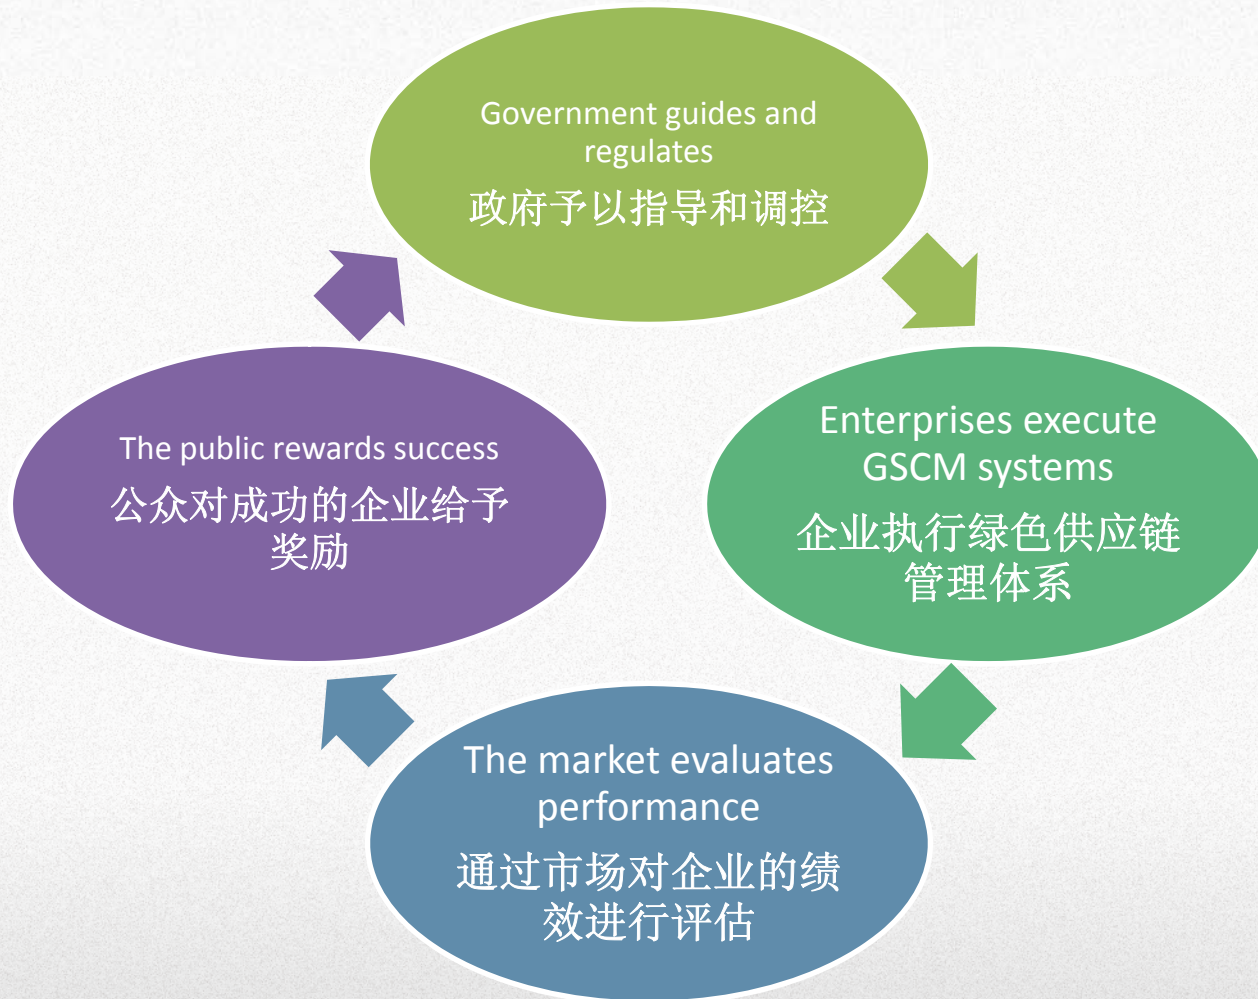 Government guides and
regulates
政府予以指导和调控
Enterprises execute
GSCM systems
企业执行绿色供应链
管理体系
The market evaluates
performance
通过市场对企业的绩
效进行评估
The public rewards success
公众对成功的企业给予
奖励